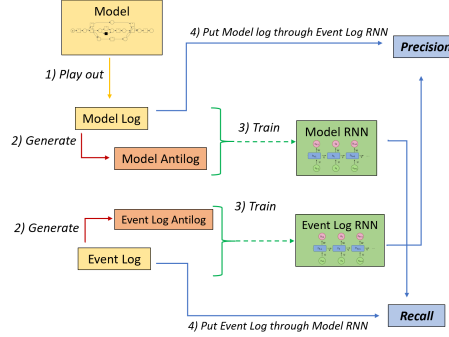 Model
4) Put Model log through Event Log RNN
Precision
1) Play out
Model Log
2) Generate
3) Train
Model RNN
Model Antilog
Event Log Antilog
3) Train
2) Generate
Event Log RNN
Event Log
4) Put Event Log through Model RNN
Recall